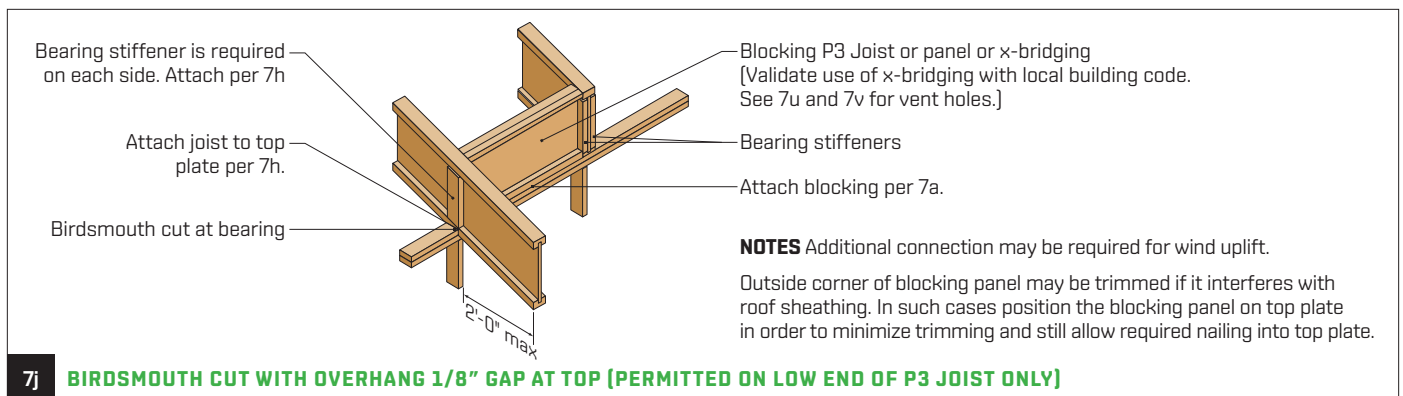 Bearing stiffener is required
on each side. Attach per 7h
Attach joist to top
plate per 7h.
Birdsmouth cut at bearing
2'-0" max
Blocking P3 Joist or panel or x-bridging
(Validate use of x-bridging with local building code.
See 7u and 7v for vent holes.)
Bearing stiffeners
Attach blocking per 7a.
NOTES Additional connection may be required for wind uplift.
Outside corner of blocking panel may be trimmed if it interferes with
roof sheathing. In such cases position the blocking panel on top plate
in order to minimize trimming and still allow required nailing into top plate.
7j BIRDSMOUTH CUT WITH OVERHANG 1/8” GAP AT TOP (PERMITTED ON LOW END OF P3 JOIST ONLY)